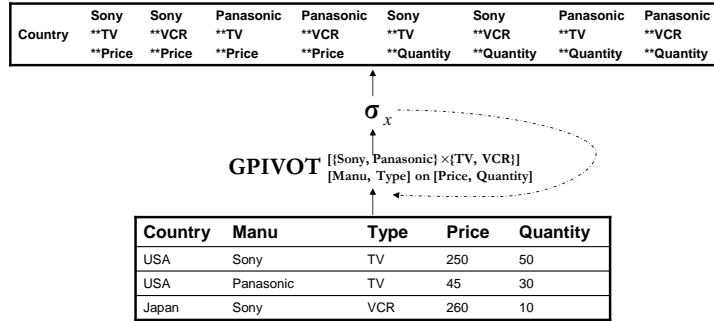 Sony Sony Panasonic Panasonic Sony Sony Panasonic Panasonic
Country **TV **VCR **TV **VCR **TV **VCR **TV **VCR
**Price **Price **Price **Price **Quantity **Quantity **Quantity **Quantity
σ x
GPIVOT [{Sony, Panasonic} ×{TV, VCR}]
[Manu, Type] on [Price, Quantity]
Country Manu Type Price Quantity
USA Sony TV 250 50
USA Panasonic TV 45 30
Japan Sony VCR 260 10